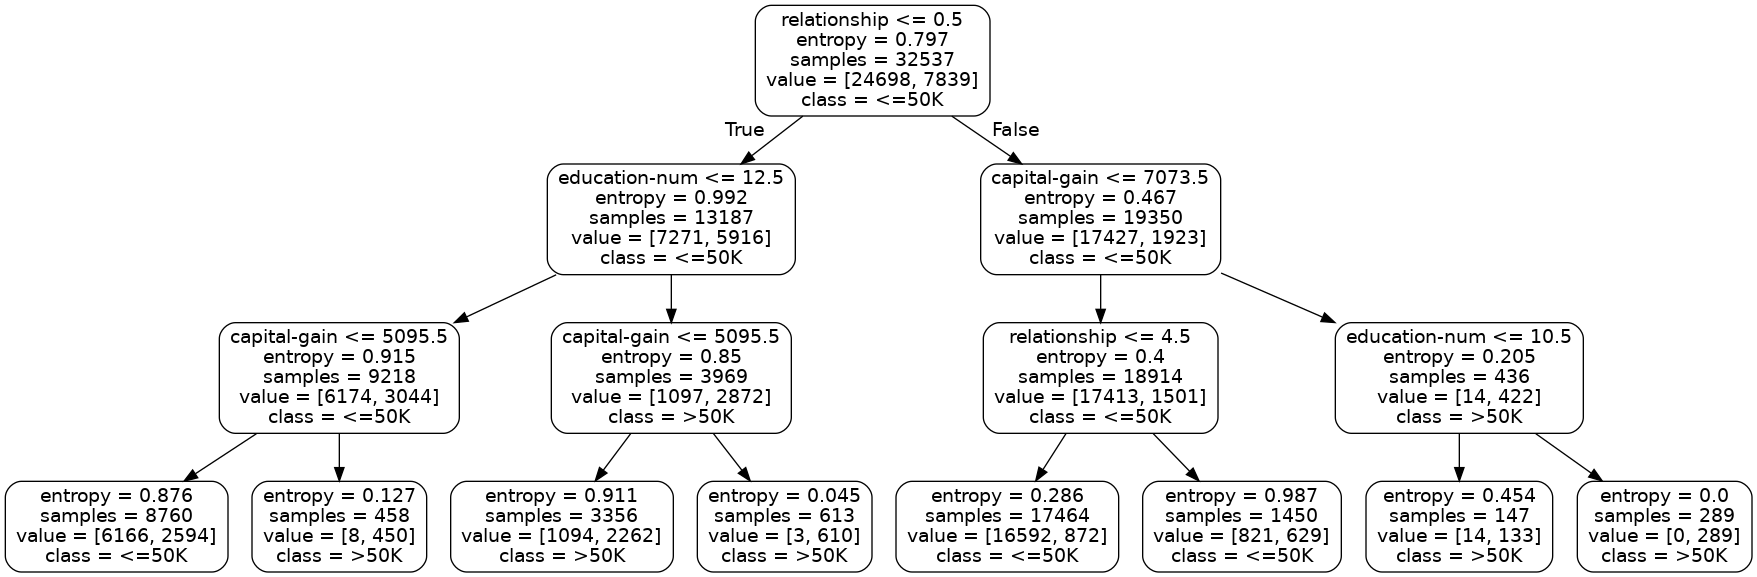 relationship <= 0.5
entropy = 0.797
samples = 32537
value = [24698, 7839]
class = <=50K
True
False
education-num <= 12.5
entropy = 0.992
samples = 13187
value = [7271, 5916]
class = <=50K
capital-gain <= 7073.5
entropy = 0.467
samples = 19350
value = [17427, 1923]
class = <=50K
capital-gain <= 5095.5
entropy = 0.915
samples = 9218
value = [6174, 3044]
class = <=50K
capital-gain <= 5095.5
entropy = 0.85
samples = 3969
value = [1097, 2872]
class = >50K
relationship <= 4.5
entropy = 0.4
samples = 18914
value = [17413, 1501]
class = <=50K
education-num <= 10.5
entropy = 0.205
samples = 436
value = [14, 422]
class = >50K
entropy = 0.876
samples = 8760
value = [6166, 2594]
class = <=50K
entropy = 0.127
samples = 458
value = [8, 450]
class = >50K
entropy = 0.911
samples = 3356
value = [1094, 2262]
class = >50K
entropy = 0.045
samples = 613
value = [3, 610]
class = >50K
entropy = 0.286
samples = 17464
value = [16592, 872]
class = <=50K
entropy = 0.987
samples = 1450
value = [821, 629]
class = <=50K
entropy = 0.454
samples = 147
value = [14, 133]
class = >50K
entropy = 0.0
samples = 289
value = [0, 289]
class = >50K